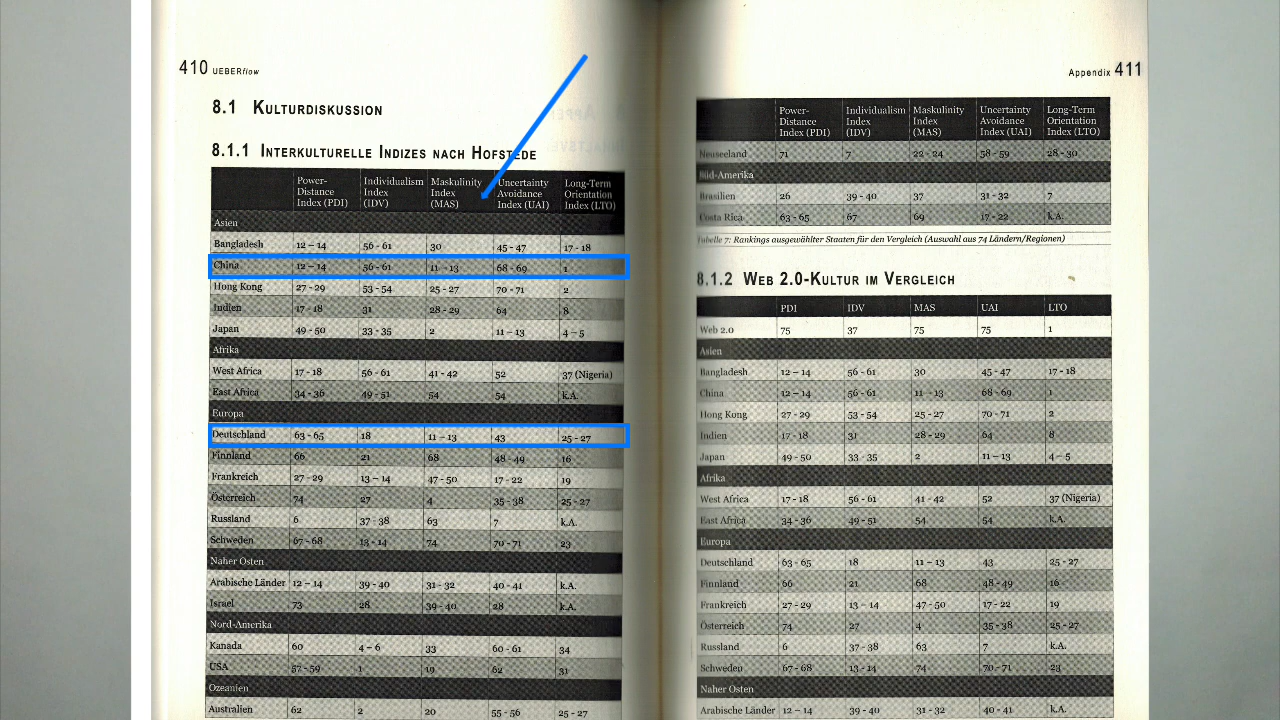 410 UEBERflow
8.1 KULTURDISKUSSION
8.1.1 INTERKULTURELLE INDIZES NACH HOFSTEDE
Power-Distance Index (PDI) Individualism Index (IDV) Maskulinity Index (MAS) Uncertainty Avoidance Index (UAI) Long-Term Orientation Index (LTO)
Asien
Bangladesh 12 – 14 56 - 61 30 45 - 47 17 - 18
China 12 – 14 56 - 61 11 – 13 68 - 69 1
Hong Kong 27 - 29 53 - 54 25 - 27 70 - 71 2
Indien 17 - 18 31 28 - 29 64 8
Japan 49 - 50 33 - 35 2 11 – 13 4 – 5
Afrika
West Africa 17 - 18 56 - 61 41 - 42 52 37 (Nigeria)
East Africa 34 - 36 49 - 51 54 54 k.A.
Europa
Deutschland 63 - 65 18 11 – 13 43 25 - 27
Finnland 66 21 68 48 - 49 16
Frankreich 27 - 29 13 – 14 47 - 50 17 - 22 19
Österreich 74 27 4 35 - 38 25 - 27
Russland 6 37 - 38 63 7 k.A.
Schweden 67 - 68 13 - 14 74 70 - 71 23
Naher Osten
Arabische Länder 12 – 14 39 - 40 31 - 32 40 - 41 k.A.
Israel 73 28 39 - 40 28 k.A.
Nord-Amerika
Kanada 60 4 – 6 33 60 - 61 34
USA 57 - 59 1 19 62 31
Ozeanien
Australien 62 2 20 55 - 56 25 - 27
Appendix 411
Power-Distance Index (PDI) Individualism Index (IDV) Maskulinity Index (MAS) Uncertainty Avoidance Index (UAI) Long-Term Orientation Index (LTO)
Neuseeland 71 7 22 - 24 58 - 59 28 - 30
Süd-Amerika
Brasilien 26 39 - 40 37 31 - 32 7
Costa Rica 63 - 65 67 69 17 - 22 k.A.
Tabelle 7: Rankings ausgewählter Staaten für den Vergleich (Auswahl aus 74 Ländern/Regionen)
8.1.2 WEB 2.0-KULTUR IM VERGLEICH
PDI IDV MAS UAI LTO
Web 2.0 75 37 75 75 1
Asien
Bangladesh 12 – 14 56 – 61 30 45 - 47 17 - 18
China 12 – 14 56 - 61 11 – 13 68 - 69 1
Hong Kong 27 - 29 53 - 54 25 - 27 70 - 71 2
Indien 17 - 18 31 28 - 29 64 8
Japan 49 - 50 33 - 35 2 11 – 13 4 – 5
Afrika
West Africa 17 - 18 56 - 61 41 - 42 52 37 (Nigeria)
East Africa 34 - 36 49 - 51 54 54 k.A.
Europa
Deutschland 63 - 65 18 11 – 13 43 25 - 27
Finnland 66 21 68 48 - 49 16
Frankreich 27 - 29 13 – 14 47 - 50 17 - 22 19
Österreich 74 27 4 35 - 38 25 - 27
Russland 6 37 - 38 63 7 k.A.
Schweden 67 - 68 13 - 14 74 70 - 71 23
Naher Osten
Arabische Länder 12 – 14 39 - 40 31 - 32 40 - 41 k.A.